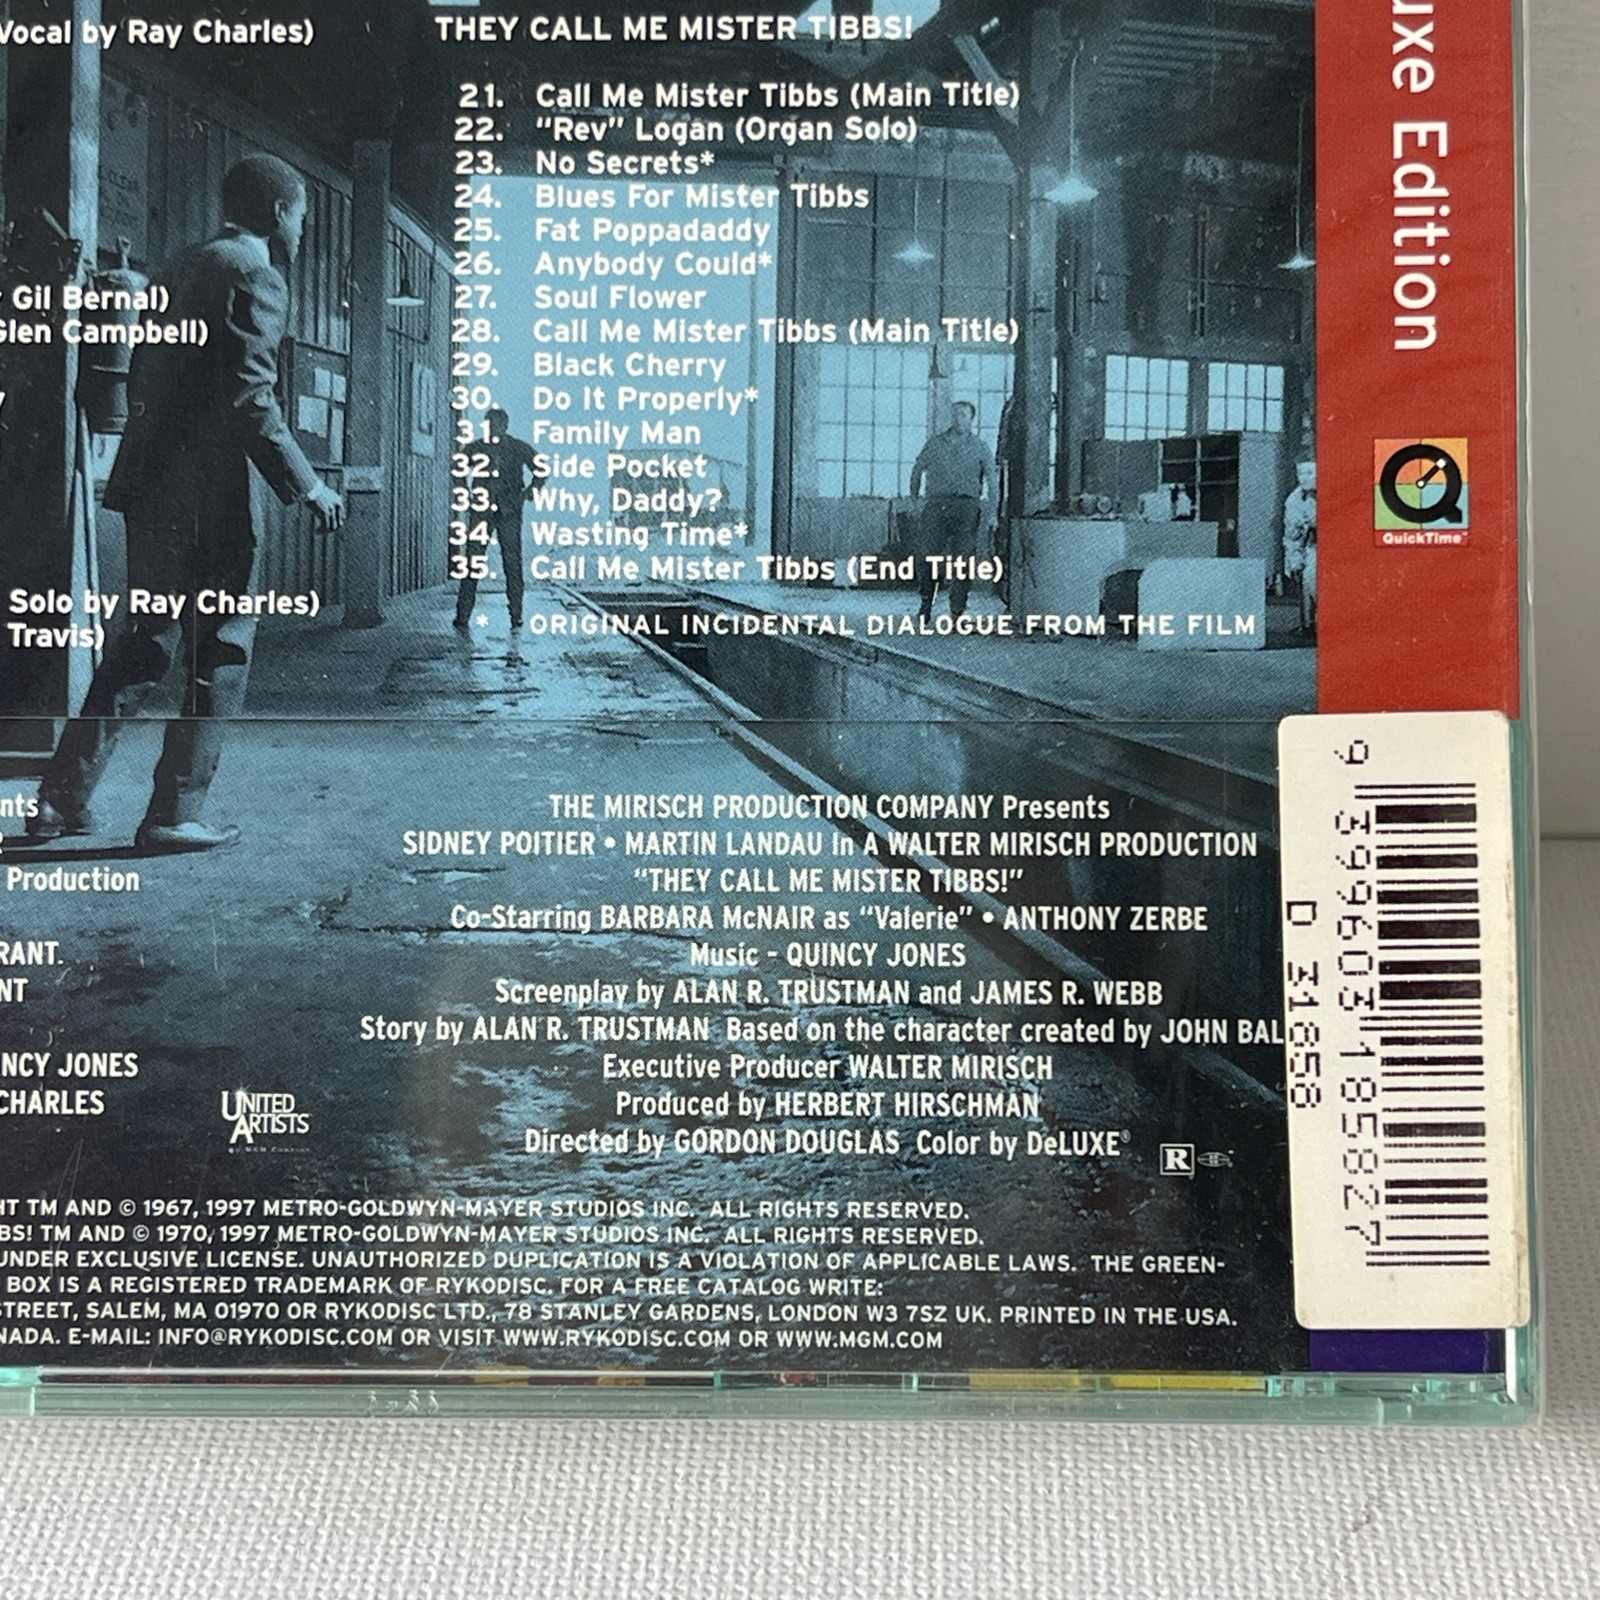 Vocal by Ray Charles)
Gil Bernal)
Glen Campbell)
Solo by Ray Charles)
Travis)
THEY CALL ME MISTER TIBBS!
21. Call Me Mister Tibbs (Main Title)
22. “Rev” Logan (Organ Solo)
23. No Secrets*
24. Blues For Mister Tibbs
25. Fat Poppadaddy
26. Anybody Could*
27. Soul Flower
28. Call Me Mister Tibbs (Main Title)
29. Black Cherry
30. Do It Properly*
31. Family Man
32. Side Pocket
33. Why, Daddy?
34. Wasting Time*
35. Call Me Mister Tibbs (End Title)
* ORIGINAL INCIDENTAL DIALOGUE FROM THE FILM
uxe Edition
QuickTime™
nts
R
Production
RANT.
NT
NCY JONES
CHARLES
UNITED
ARTISTS
THE MIRISCH PRODUCTION COMPANY Presents
SIDNEY POITIER • MARTIN LANDAU in A WALTER MIRISCH PRODUCTION
“THEY CALL ME MISTER TIBBS!”
Co-Starring BARBARA McNAIR as “Valerie” • ANTHONY ZERBE
Music - QUINCY JONES
Screenplay by ALAN R. TRUSTMAN and JAMES R. WEBB
Story by ALAN R. TRUSTMAN Based on the character created by JOHN BAL
Executive Producer WALTER MIRISCH
Produced by HERBERT HIRSCHMAN
Directed by GORDON DOUGLAS Color by DeLUXE®
R
HT TM AND © 1967, 1997 METRO-GOLDWYN-MAYER STUDIOS INC. ALL RIGHTS RESERVED.
BS! TM AND © 1970, 1997 METRO-GOLDWYN-MAYER STUDIOS INC. ALL RIGHTS RESERVED.
UNDER EXCLUSIVE LICENSE. UNAUTHORIZED DUPLICATION IS A VIOLATION OF APPLICABLE LAWS. THE GREEN-
BOX IS A REGISTERED TRADEMARK OF RYKODISC. FOR A FREE CATALOG WRITE:
STREET, SALEM, MA 01970 OR RYKODISC LTD., 78 STANLEY GARDENS, LONDON W3 7SZ UK. PRINTED IN THE USA.
NADA. E-MAIL: INFO@RYKODISC.COM OR VISIT WWW.RYKODISC.COM OR WWW.MGM.COM
9 399603185827
D 31858